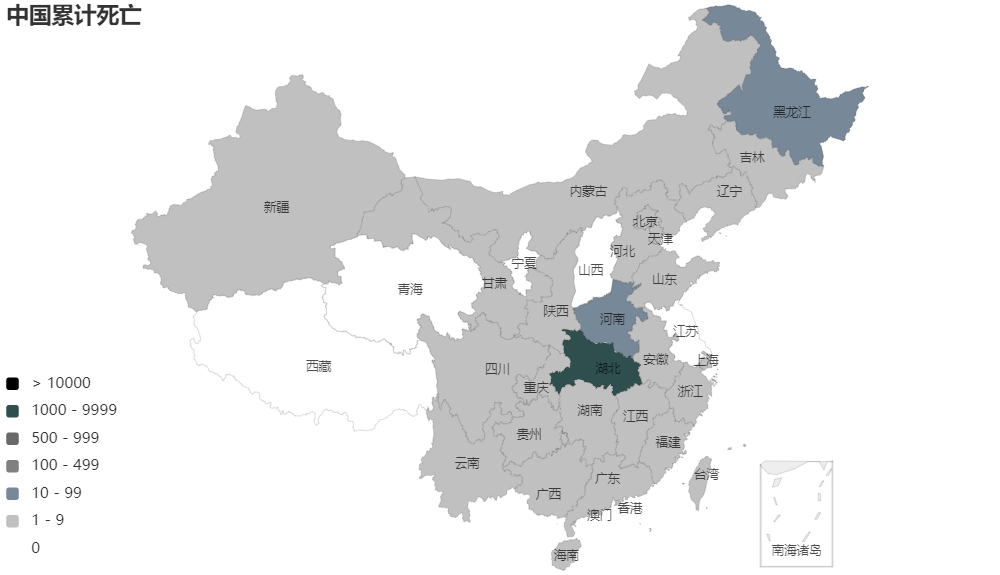 中国累计死亡
黑龙江
吉林
辽宁
内蒙古
新疆
北京
天津
河北
宁夏
山西
山东
甘肃
青海
陕西
河南
江苏
西藏
四川
湖北
安徽
上海
重庆
浙江
湖南
江西
贵州
福建
云南
台湾
广东
广西
香港
澳门
海南
南海诸岛
> 10000
1000 - 9999
500 - 999
100 - 499
10 - 99
1 - 9
0